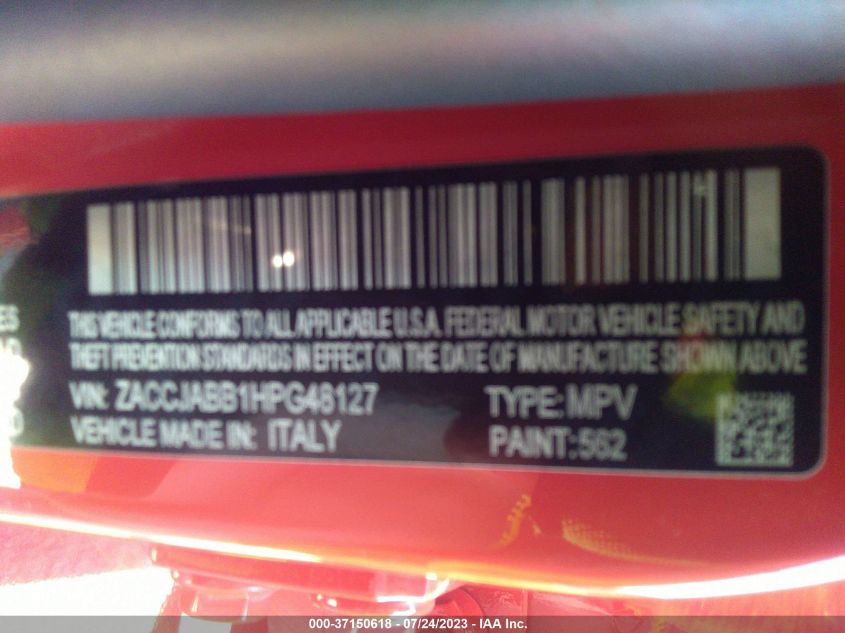 THIS VEHICLE CONFORMS TO ALL APPLICABLE U.S.A. FEDERAL MOTOR VEHICLE SAFETY AND
THEFT PREVENTION STANDARDS IN EFFECT ON THE DATE OF MANUFACTURE SHOWN ABOVE
VIN: ZACCJABB1HPG48127 TYPE: MPV
VEHICLE MADE IN: ITALY PAINT: 562
000-37150618 - 07/24/2023 - IAA Inc.